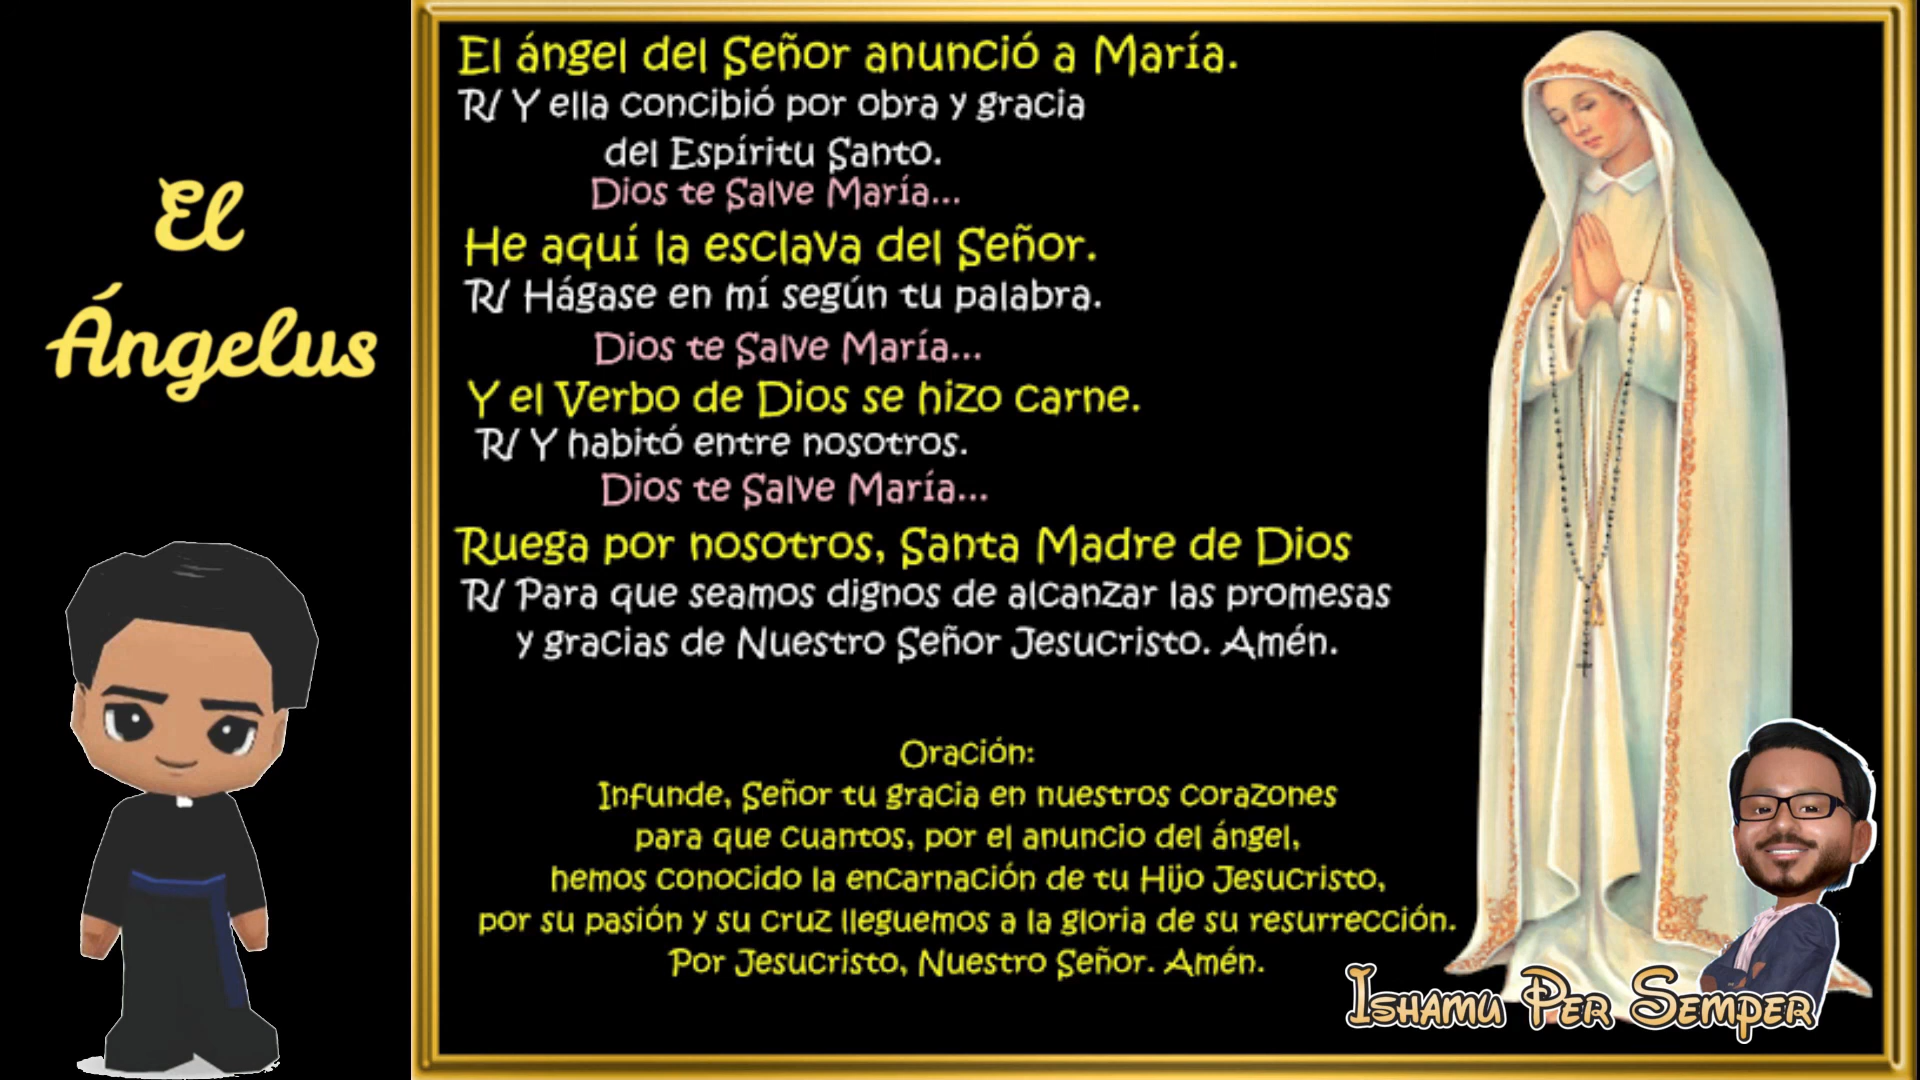 El
Ángelus
El ángel del Señor anunció a María.
R/ Y ella concibió por obra y gracia
del Espíritu Santo.
Dios te Salve María...
He aquí la esclava del Señor.
R/ Hágase en mí según tu palabra.
Dios te Salve María...
Y el Verbo de Dios se hizo carne.
R/ Y habitó entre nosotros.
Dios te Salve María...
Ruega por nosotros, Santa Madre de Dios
R/ Para que seamos dignos de alcanzar las promesas
y gracias de Nuestro Señor Jesucristo. Amén.
Oración:
Infunde, Señor tu gracia en nuestros corazones
para que cuantos, por el anuncio del ángel,
hemos conocido la encarnación de tu Hijo Jesucristo,
por su pasión y su cruz lleguemos a la gloria de su resurrección.
Por Jesucristo, Nuestro Señor. Amén.
Ishamu Per Semper